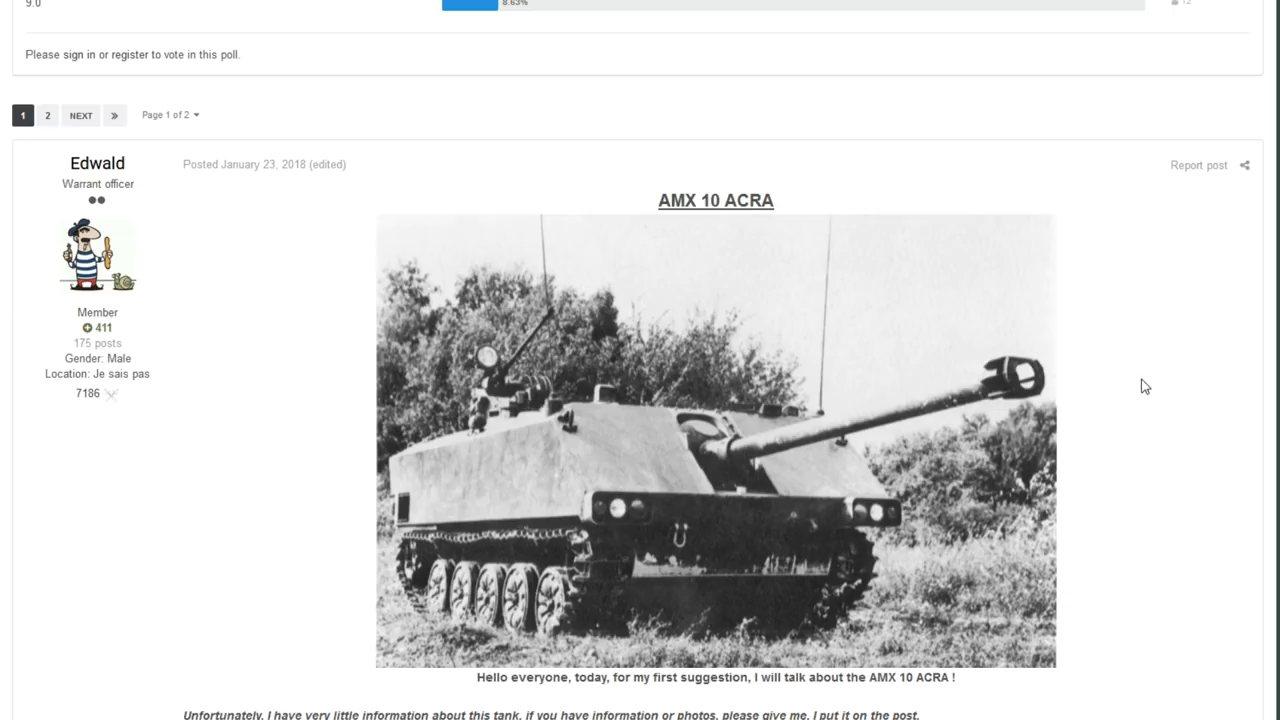 9.0
8.63%
12
Please sign in or register to vote in this poll.
1
2
NEXT
Page 1 of 2
Edwald
Posted January 23, 2018 (edited)
Report post
Warrant officer
AMX 10 ACRA
Member
411
175 posts
Gender: Male
Location: Je sais pas
7186
Hello everyone, today, for my first suggestion, I will talk about the AMX 10 ACRA !
Unfortunately, I have very little information about this tank, if you have information or photos, please give me, I put it on the post.